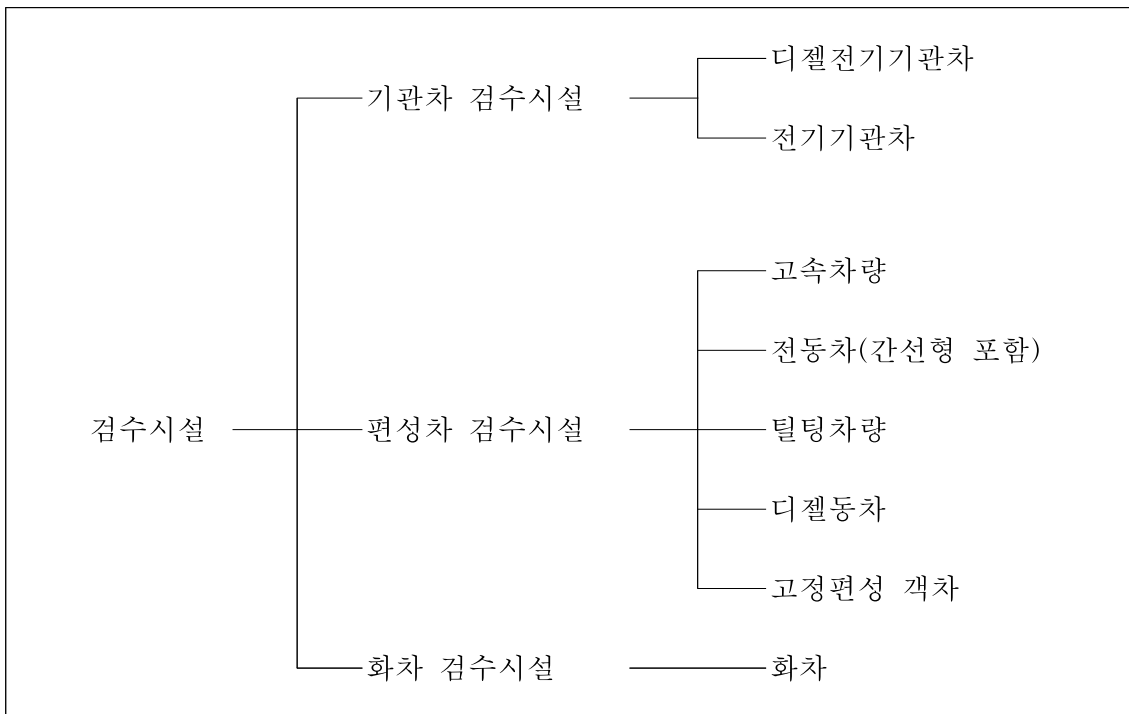 디젤전기기관차
기관차 검수시설
전기기관차
고속차량
전동차(간선형 포함)
검수시설
편성차 검수시설
틸팅차량
디젤동차
고정편성 객차
화차 검수시설
화차